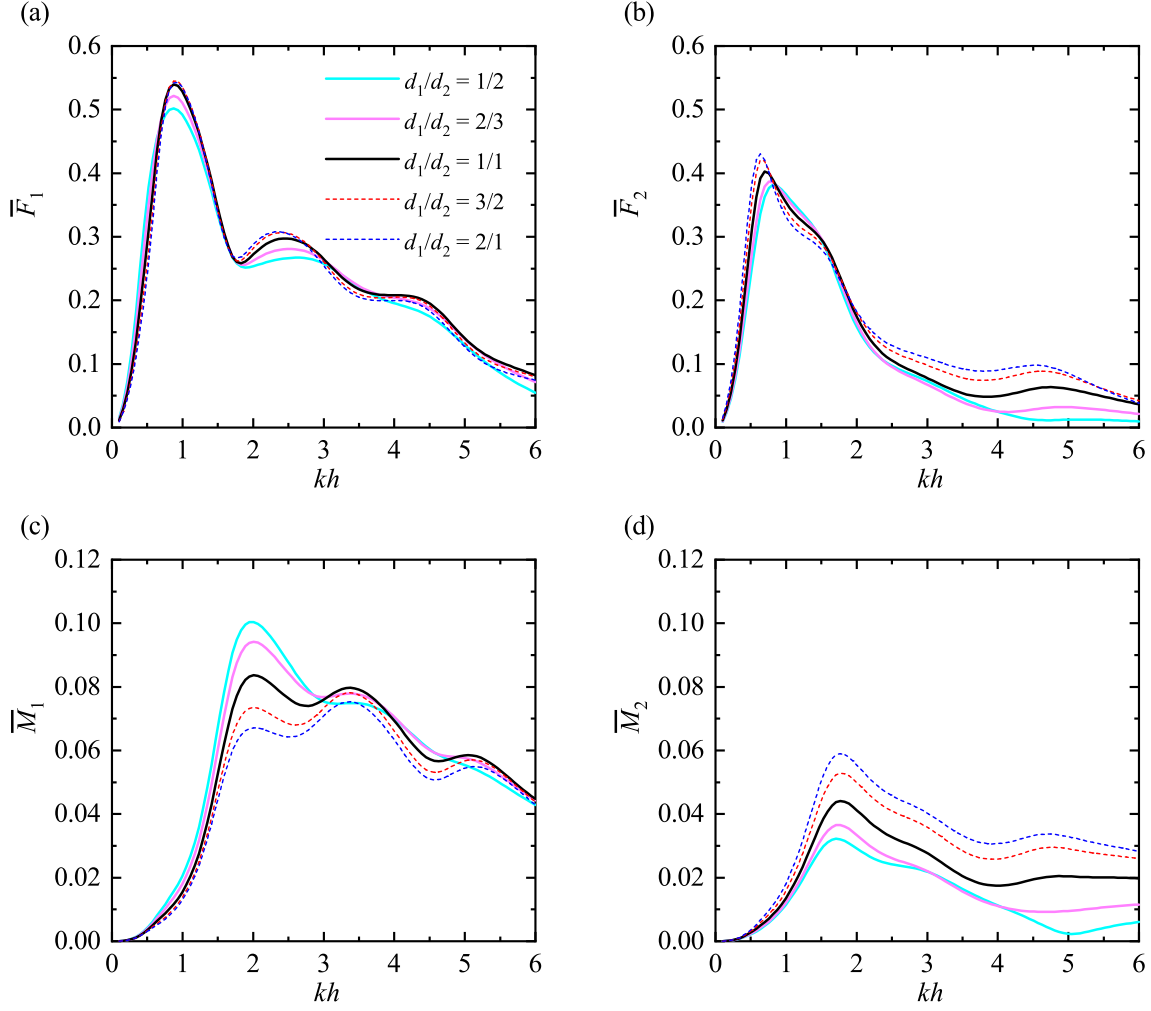 (a)
(b)
0.6
0.5
0.4
0.3
0.2
0.1
0.0
F̅₁
d₁/d₂ = 1/2
d₁/d₂ = 2/3
d₁/d₂ = 1/1
d₁/d₂ = 3/2
d₁/d₂ = 2/1
0 1 2 3 4 5 6
kh
0.6
0.5
0.4
0.3
0.2
0.1
0.0
F̅₂
0 1 2 3 4 5 6
kh
(c)
(d)
0.12
0.10
0.08
0.06
0.04
0.02
0.00
M̅₁
0 1 2 3 4 5 6
kh
0.12
0.10
0.08
0.06
0.04
0.02
0.00
M̅₂
0 1 2 3 4 5 6
kh